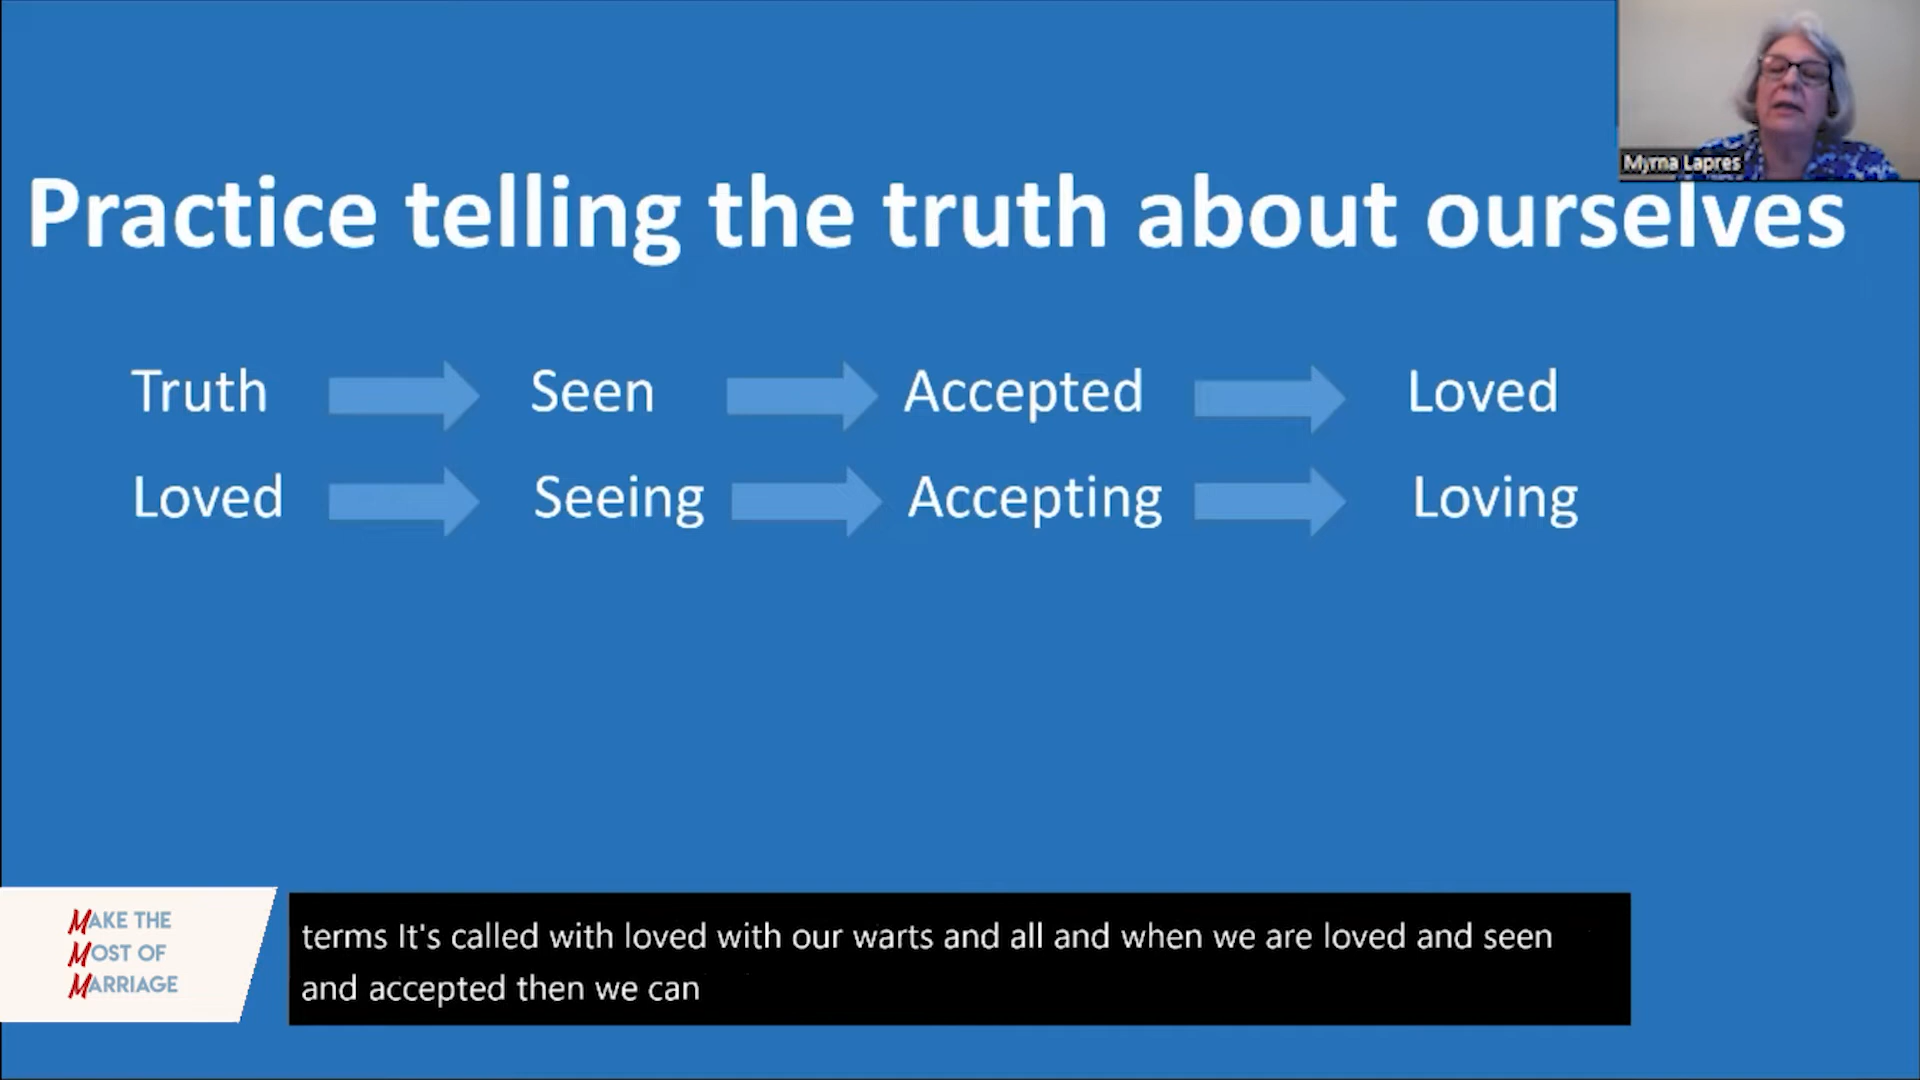 Myrna Lapres
Practice telling the truth about ourselves
Truth Seen Accepted Loved
Loved Seeing Accepting Loving
MAKE THE
MOST OF
MARRIAGE
terms It's called with loved with our warts and all and when we are loved and seen
and accepted then we can